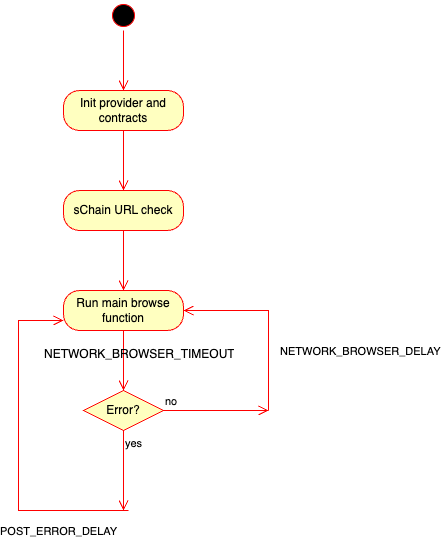 Init provider and
contracts
sChain URL check
Run main browse
function
NETWORK_BROWSER_TIMEOUT
NETWORK_BROWSER_DELAY
Error?
no
yes
POST_ERROR_DELAY